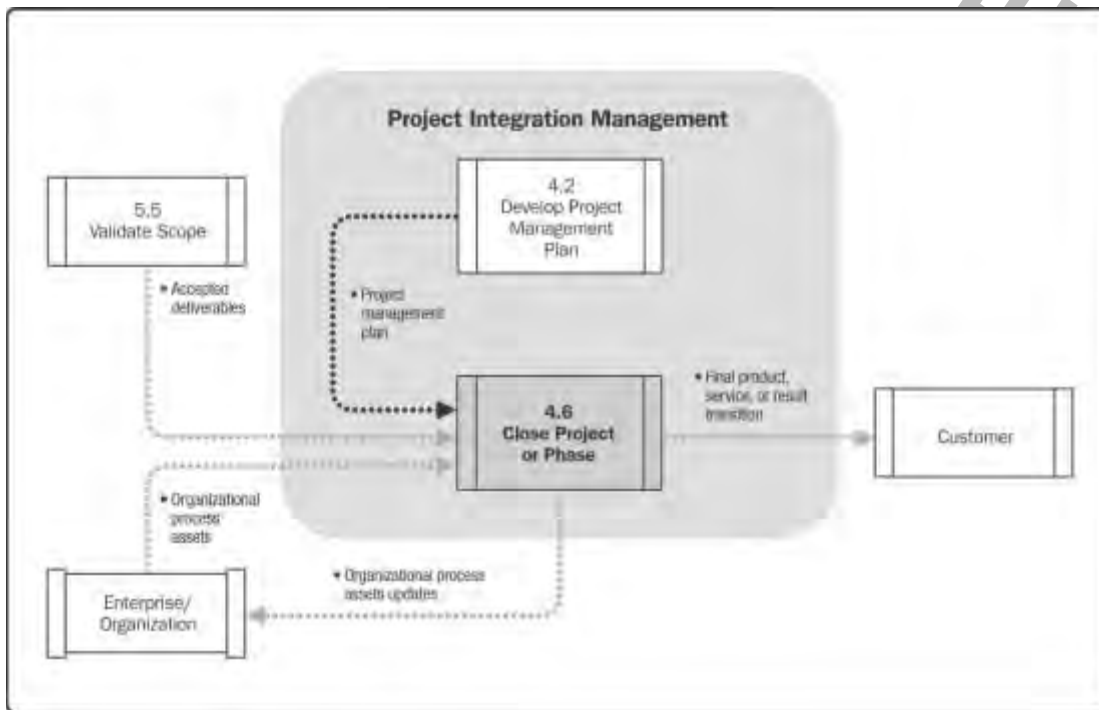 Project Integration Management
4.2
Develop Project
Management
Plan
5.5
Validate Scope
• Accepted
deliverables
• Project
management
plan
4.6
Close Project
or Phase
• Final product,
service, or result
transition
Customer
• Organizational
process
assets
• Organizational process
assets updates
Enterprise/
Organization